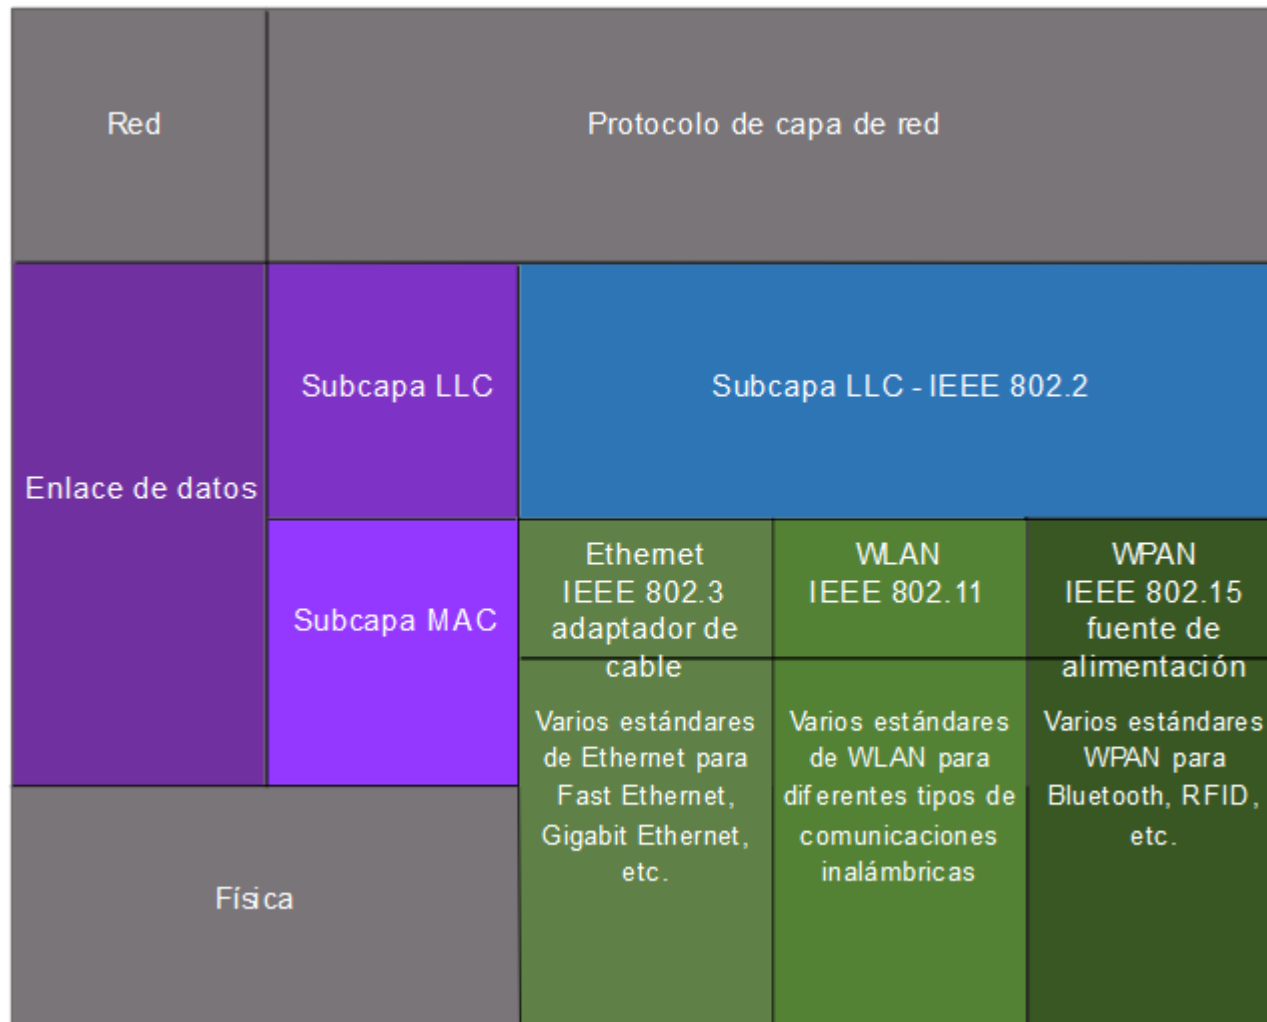 Red
Protocolo de capa de red
Enlace de datos
Subcapa LLC
Subcapa LLC - IEEE 802.2
Subcapa MAC
Ethernet
IEEE 802.3
adaptador de
cable
WLAN
IEEE 802.11
WPAN
IEEE 802.15
fuente de
alimentación
Varios estándares
de Ethernet para
Fast Ethernet,
Gigabit Ethernet,
etc.
Varios estándares
de WLAN para
diferentes tipos de
comunicaciones
inalámbricas
Varios estándares
WPAN para
Bluetooth, RFID,
etc.
Física